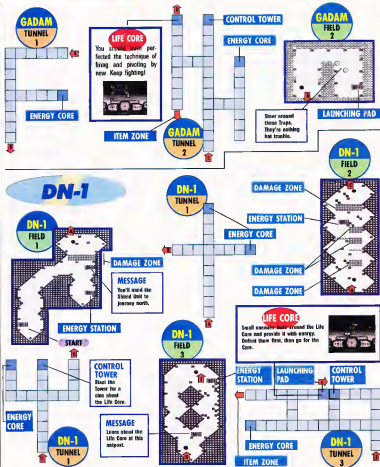 GADAM
TUNNEL
1
ENERGY CORE
LIFE CORE
You should have per-
fected the technique of
firing and pivoting by
now. Keep fighting!
ITEM ZONE
CONTROL TOWER
ENERGY CORE
GADAM
TUNNEL
2
GADAM
FIELD
2
Steer around
these Traps.
They're nothing
but trouble.
LAUNCHING PAD
DN-1
DN-1
FIELD
1
DAMAGE ZONE
MESSAGE
You'll need the
Shield Unit to
journey north.
ENERGY STATION
START
DN-1
TUNNEL
1
ENERGY STATION
ENERGY CORE
DN-1
FIELD
2
DAMAGE ZONE
DAMAGE ZONE
DAMAGE ZONE
LIFE CORE
Small enemies hide around the Life
Core and provide it with energy.
Defeat them first, then go for the
Core.
CONTROL
TOWER
Blast the
Tower for a
clue about
the Life Core.
ENERGY
CORE
DN-1
TUNNEL
1
DN-1
FIELD
3
MESSAGE
Learn about the
Life Core at this
outpost.
ENERGY
STATION
LAUNCHING
PAD
CONTROL
TOWER
ENERGY CORE
ITEM ZONE
DN-1
TUNNEL
3